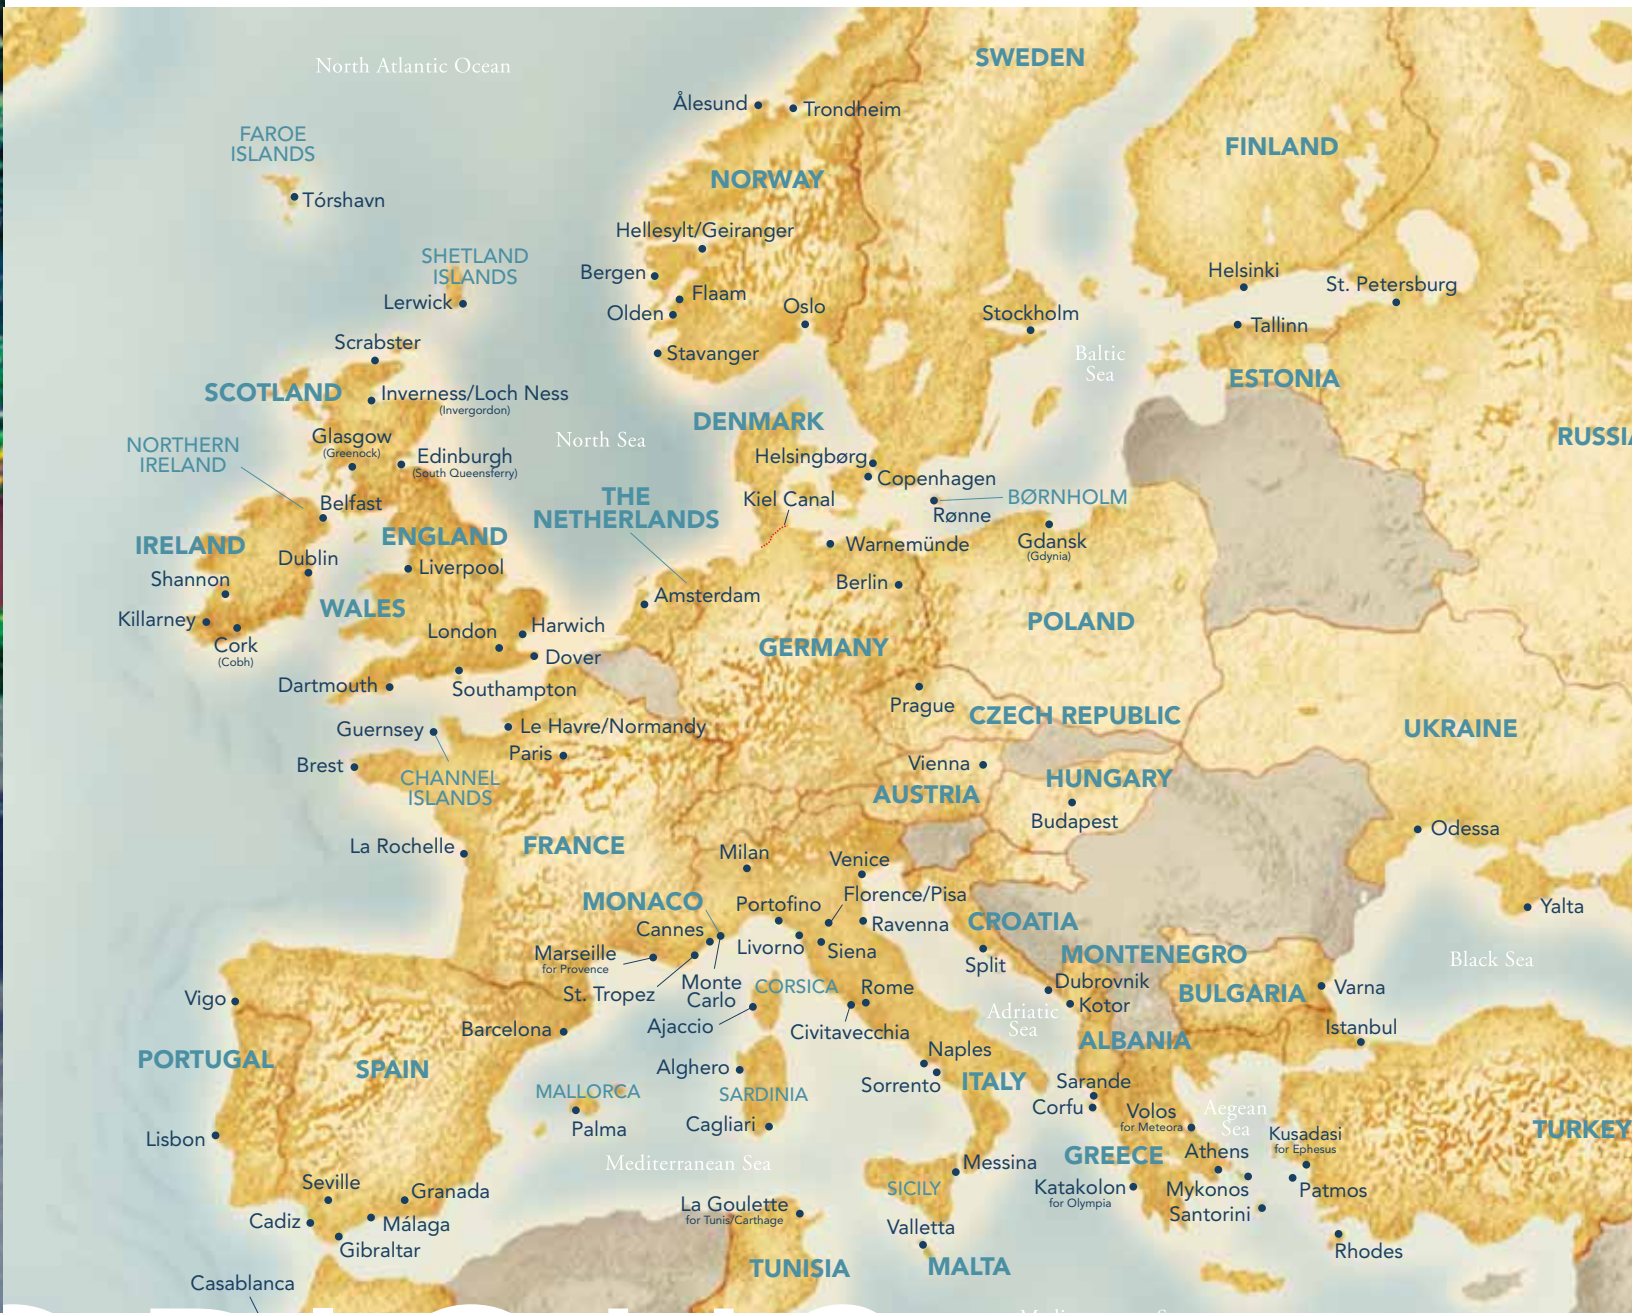 North Atlantic Ocean
SWEDEN
Ålesund
Trondheim
FAROE
ISLANDS
FINLAND
Tórshavn
NORWAY
Hellesylt/Geiranger
SHETLAND
ISLANDS
Bergen
Helsinki
St. Petersburg
Lerwick
Flaam
Olden
Oslo
Stockholm
Tallinn
Scrabster
Stavanger
Baltic
Sea
SCOTLAND
Inverness/Loch Ness
(Invergordon)
ESTONIA
DENMARK
North Sea
RUSSIA
NORTHERN
IRELAND
Glasgow
(Greenock)
Edinburgh
(South Queensferry)
Helsingbørg
Copenhagen
Kiel Canal
BØRNHOLM
Rønne
THE
NETHERLANDS
Belfast
IRELAND
ENGLAND
Warnemünde
Gdansk
(Gdynia)
Dublin
Liverpool
Shannon
Berlin
Amsterdam
WALES
Killarney
London
Harwich
POLAND
Cork
(Cobh)
Dover
GERMANY
Dartmouth
Southampton
Prague
CZECH REPUBLIC
Guernsey
Le Havre/Normandy
UKRAINE
Paris
Brest
CHANNEL
ISLANDS
Vienna
HUNGARY
AUSTRIA
Budapest
Odessa
La Rochelle
FRANCE
Milan
Venice
MONACO
Portofino
Florence/Pisa
Yalta
Cannes
Ravenna
CROATIA
Livorno
Siena
Marseille
for Provence
Split
MONTENEGRO
Black Sea
St. Tropez
Monte
Carlo
CORSICA
Rome
Dubrovnik
Kotor
BULGARIA
Varna
Vigo
Ajaccio
Civitavecchia
Adriatic
Sea
Istanbul
Barcelona
ALBANIA
PORTUGAL
SPAIN
Alghero
Naples
Sorrento
ITALY
Sarande
MALLORCA
SARDINIA
Corfu
Volos
for Meteora
Aegean
Sea
Palma
Cagliari
Kusadasi
for Ephesus
TURKEY
Lisbon
Mediterranean Sea
Messina
GREECE
Athens
SICILY
Katakolon
for Olympia
Mykonos
Patmos
Seville
Granada
La Goulette
for Tunis/Carthage
Santorini
Cadiz
Málaga
Valletta
Gibraltar
Rhodes
TUNISIA
MALTA
Casablanca